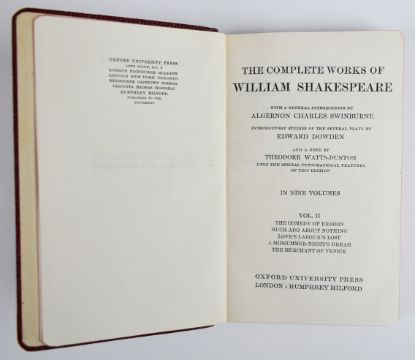 OXFORD UNIVERSITY PRESS
AMEN HOUSE, E.C. 4
LONDON EDINBURGH GLASGOW
LEIPZIG NEW YORK TORONTO
MELBOURNE CAPETOWN BOMBAY
CALCUTTA MADRAS SHANGHAI
HUMPHREY MILFORD
PUBLISHER TO THE
UNIVERSITY
THE COMPLETE WORKS OF
WILLIAM SHAKESPEARE
WITH A GENERAL INTRODUCTION BY
ALGERNON CHARLES SWINBURNE
INTRODUCTORY STUDIES OF THE SEVERAL PLAYS BY
EDWARD DOWDEN
AND A NOTE BY
THEODORE WATTS-DUNTON
UPON THE SPECIAL TYPOGRAPHICAL FEATURES
OF THIS EDITION
IN NINE VOLUMES
VOL. II
THE COMEDY OF ERRORS
MUCH ADO ABOUT NOTHING
LOVE'S LABOUR'S LOST
A MIDSUMMER-NIGHT'S DREAM
THE MERCHANT OF VENICE
OXFORD UNIVERSITY PRESS
LONDON : HUMPHREY MILFORD